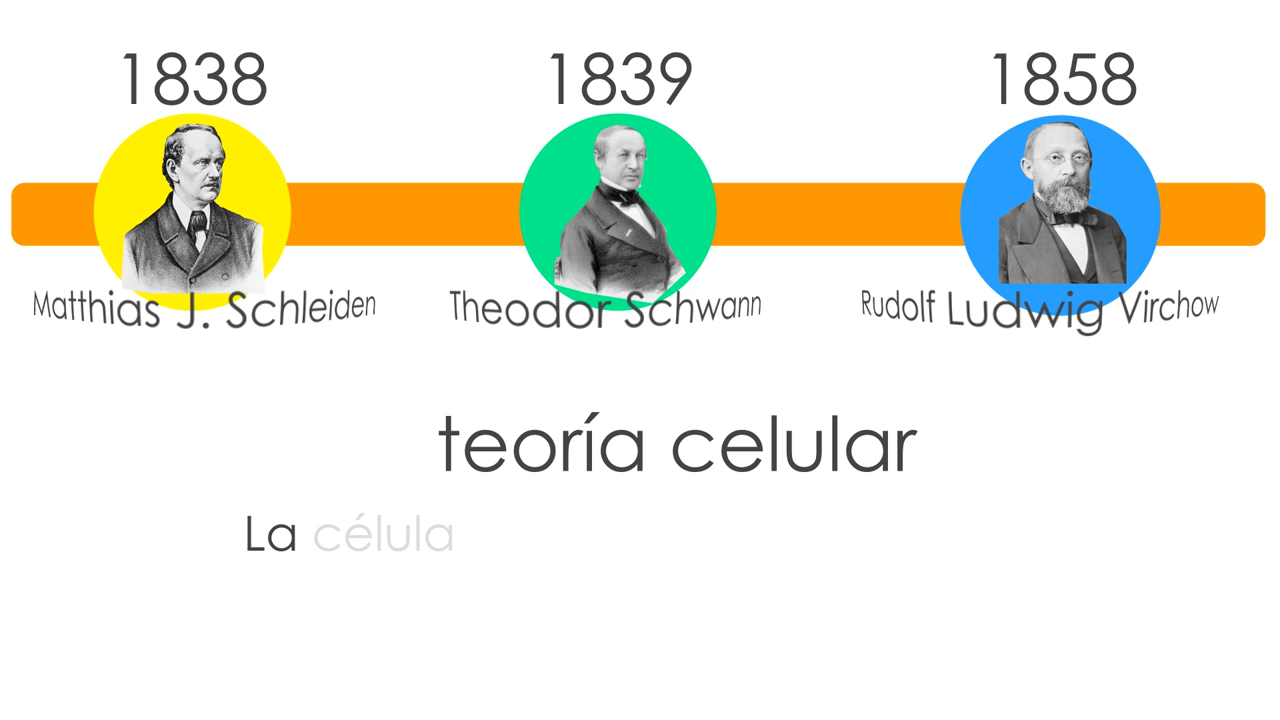 1838 1839 1858
Matthias J. Schleiden Theodor Schwann Rudolf Ludwig Virchow
teoría celular
La célula